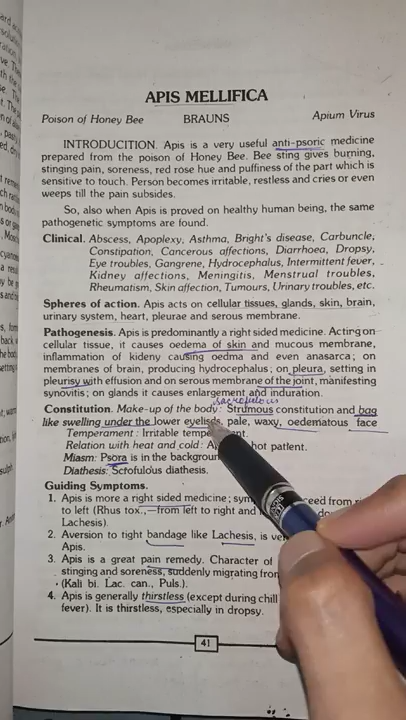 APIS MELLIFICA
Poison of Honey Bee BRAUNS Apium Virus
INTRODUCITION. Apis is a very useful anti-psoric medicine
prepared from the poison of Honey Bee. Bee sting gives burning,
stinging pain, soreness, red rose hue and puffiness of the part which is
sensitive to touch. Person becomes irritable, restless and cries or even
weeps till the pain subsides.
So, also when Apis is proved on healthy human being, the same
pathogenetic symptoms are found.
Clinical. Abscess, Apoplexy, Asthma, Bright's disease, Carbuncle,
Constipation, Cancerous affections, Diarrhoea, Dropsy,
Eye troubles, Gangrene, Hydrocephalus, Intermittent fever,
Kidney affections, Meningitis, Menstrual troubles,
Rheumatism, Skin affection, Tumours, Urinary troubles, etc.
Spheres of action. Apis acts on cellular tissues, glands, skin, brain,
urinary system, heart, pleurae and serous membrane.
Pathogenesis. Apis is predominantly a right sided medicine. Acting on
cellular tissue, it causes oedema of skin and mucous membrane,
inflammation of kideny causing oedma and even anasarca; on
membranes of brain, producing hydrocephalus; on pleura, setting in
pleurisy with effusion and on serous membrane of the joint, manifesting
synovitis; on glands it causes enlargement and induration.
scrofulous
Constitution. Make-up of the body: Strumous constitution and bag
like swelling under the lower eyelids, pale, waxy, oedematous face
Temperament: Irritable
Relation with heat and cold: hot patient.
Miasm: Psora is in the background
Diathesis: Scrofulous diathesis.
Guiding Symptoms.
1. Apis is more a right sided medicine; from
to left (Rhus tox.,—from left to right and
Lachesis).
2. Aversion to tight bandage like Lachesis, is
Apis.
3. Apis is a great pain remedy. Character of
stinging and soreness, suddenly migrating from
(Kali bi. Lac. can., Puls.)
4. Apis is generally thirstless (except during chill
fever). It is thirstless, especially in dropsy.
41